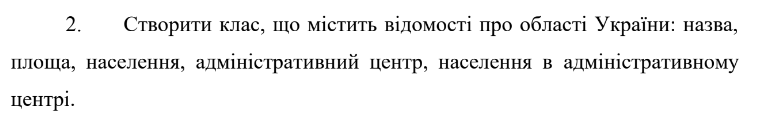 2. Створити клас, що містить відомості про області України: назва,
площа, населення, адміністративний центр, населення в адміністративному
центрі.